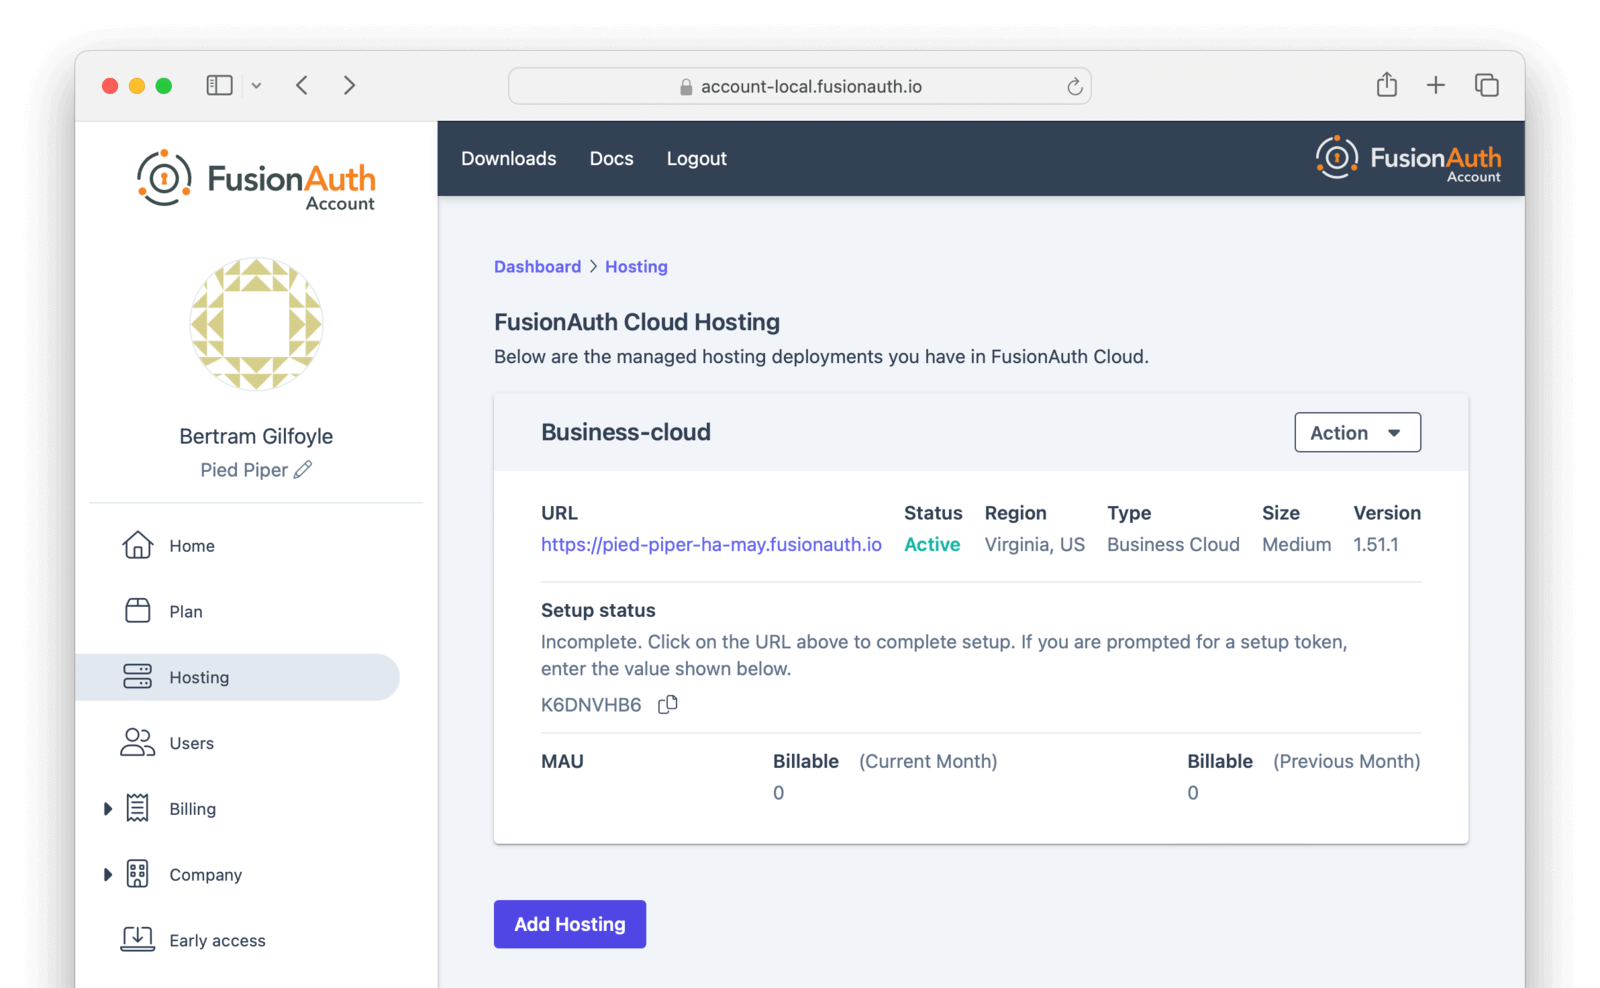 account-local.fusionauth.io
FusionAuth
Account
Bertram Gilfoyle
Pied Piper
Home
Plan
Hosting
Users
Billing
Company
Early access
Downloads Docs Logout
FusionAuth
Account
Dashboard > Hosting
FusionAuth Cloud Hosting
Below are the managed hosting deployments you have in FusionAuth Cloud.
Business-cloud
Action
URL Status Region Type Size Version
https://pied-piper-ha-may.fusionauth.io Active Virginia, US Business Cloud Medium 1.51.1
Setup status
Incomplete. Click on the URL above to complete setup. If you are prompted for a setup token,
enter the value shown below.
K6DNVHB6
MAU Billable (Current Month) Billable (Previous Month)
0 0
Add Hosting